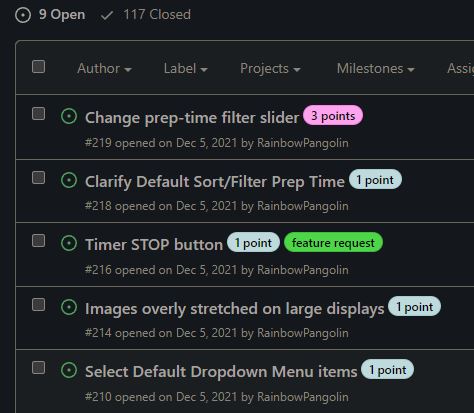 9 Open 117 Closed
Author Label Projects Milestones
Change prep-time filter slider 3 points
#219 opened on Dec 5, 2021 by RainbowPangolin
Clarify Default Sort/Filter Prep Time 1 point
#218 opened on Dec 5, 2021 by RainbowPangolin
Timer STOP button 1 point feature request
#216 opened on Dec 5, 2021 by RainbowPangolin
Images overly stretched on large displays 1 point
#214 opened on Dec 5, 2021 by RainbowPangolin
Select Default Dropdown Menu items 1 point
#210 opened on Dec 5, 2021 by RainbowPangolin